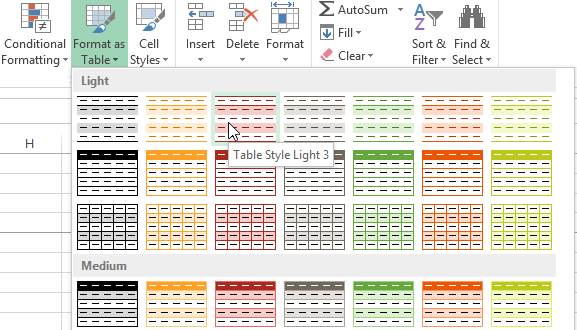 Conditional
Formatting
Format as
Table
Cell
Styles
Insert
Delete
Format
AutoSum
Fill
Clear
A
Z
Sort &
Filter
Find &
Select
Light
H
Table Style Light 3
Medium